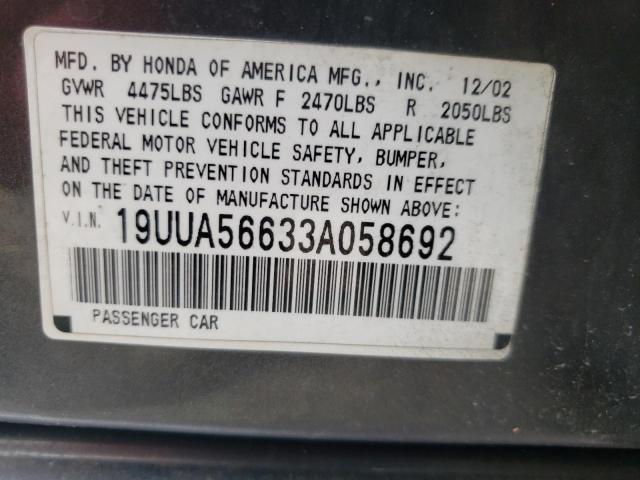 MFD. BY HONDA OF AMERICA MFG., INC. 12/02
GVWR 4475LBS GAWR F 2470LBS R 2050LBS
THIS VEHICLE CONFORMS TO ALL APPLICABLE
FEDERAL MOTOR VEHICLE SAFETY, BUMPER,
AND THEFT PREVENTION STANDARDS IN EFFECT
ON THE DATE OF MANUFACTURE SHOWN ABOVE:
V.I.N. 19UUA56633A058692
PASSENGER CAR